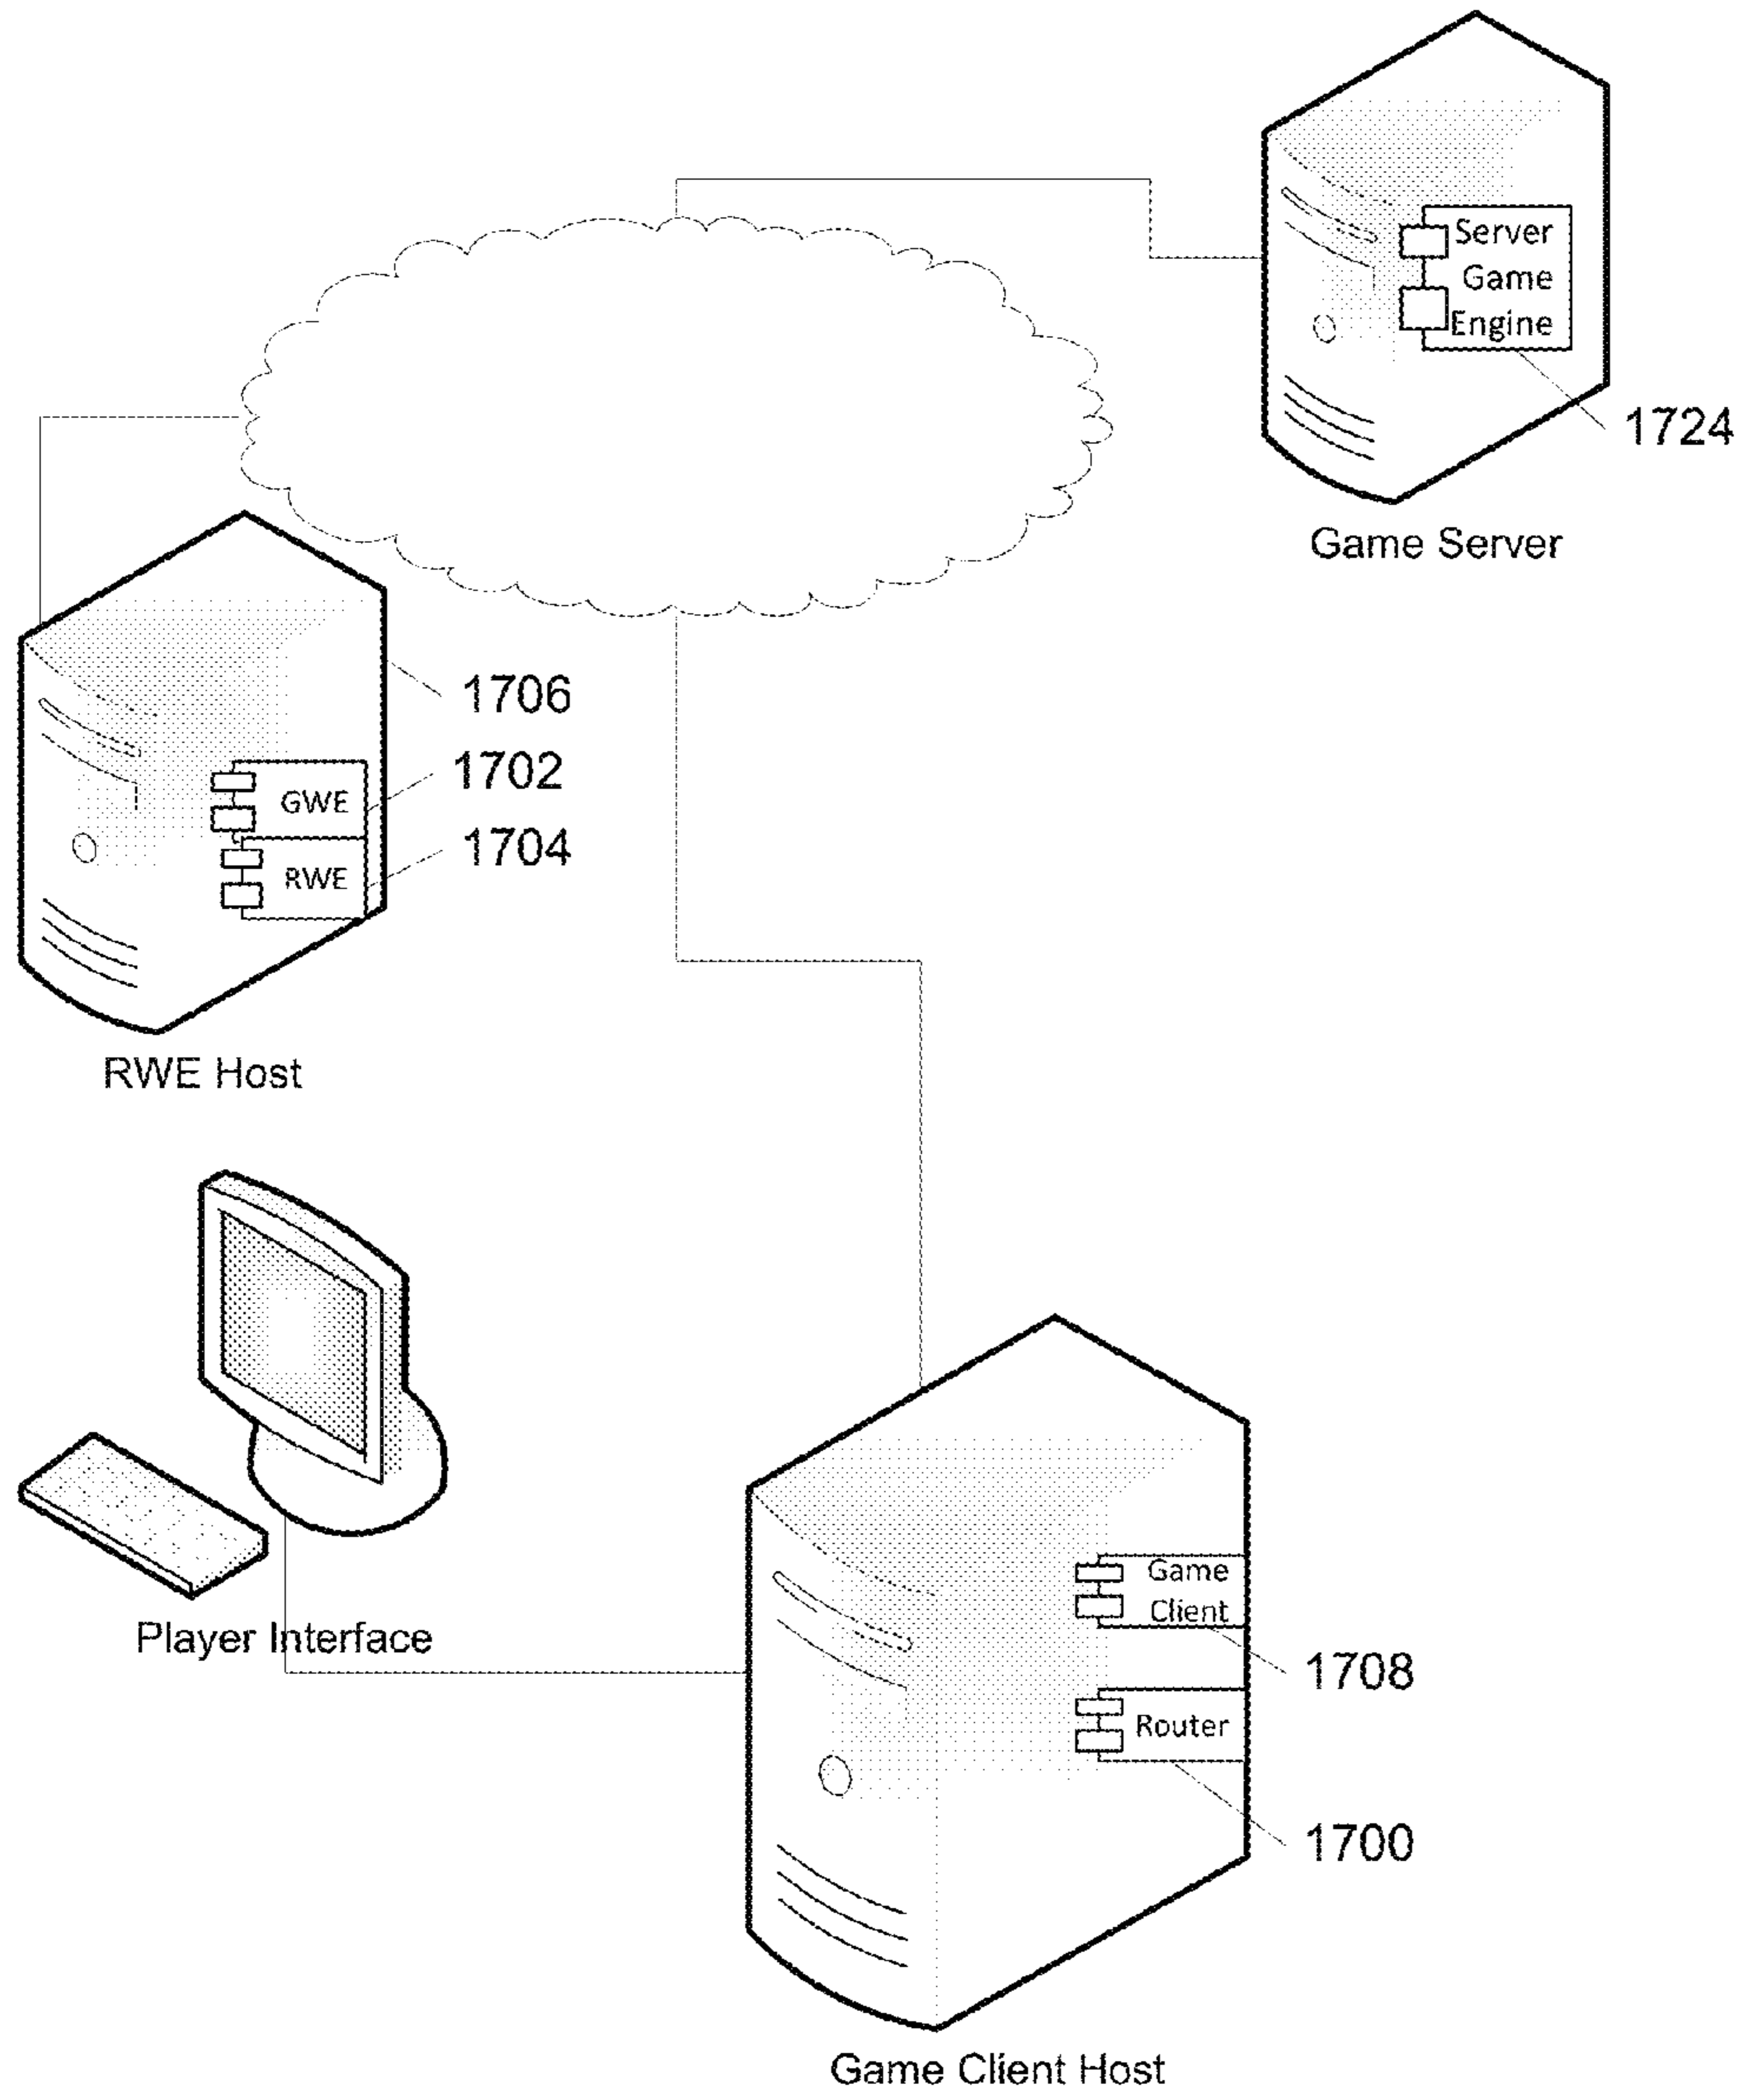 Server
Game
Engine
1724
Game Server
1706
1702
GWE
1704
RWE
RWE Host
Player Interface
Game
Client
1708
Router
1700
Game Client Host